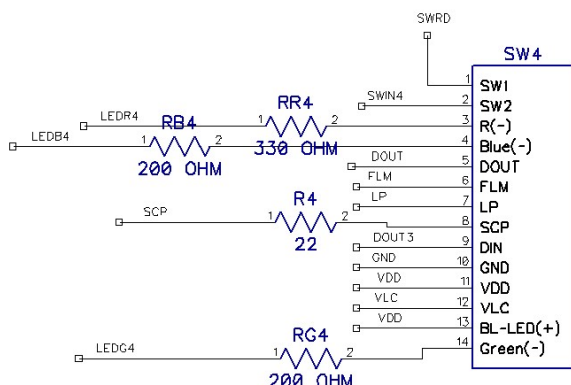 SWRD
SW4
1 SW1
SWIN4 2 SW2
LEDR4 1 RR4 2 3 R(-)
330 OHM
LEDB4 1 RB4 2 4 Blue(-)
200 OHM
DOUT 5 DOUT
FLM 6 FLM
LP 7 LP
SCP 1 R4 2 8 SCP
22
DOUT3 9 DIN
GND 10 GND
VDD 11 VDD
VLC 12 VLC
VDD 13 BL-LED(+)
LEDG4 1 RG4 2 14 Green(-)
200 OHM